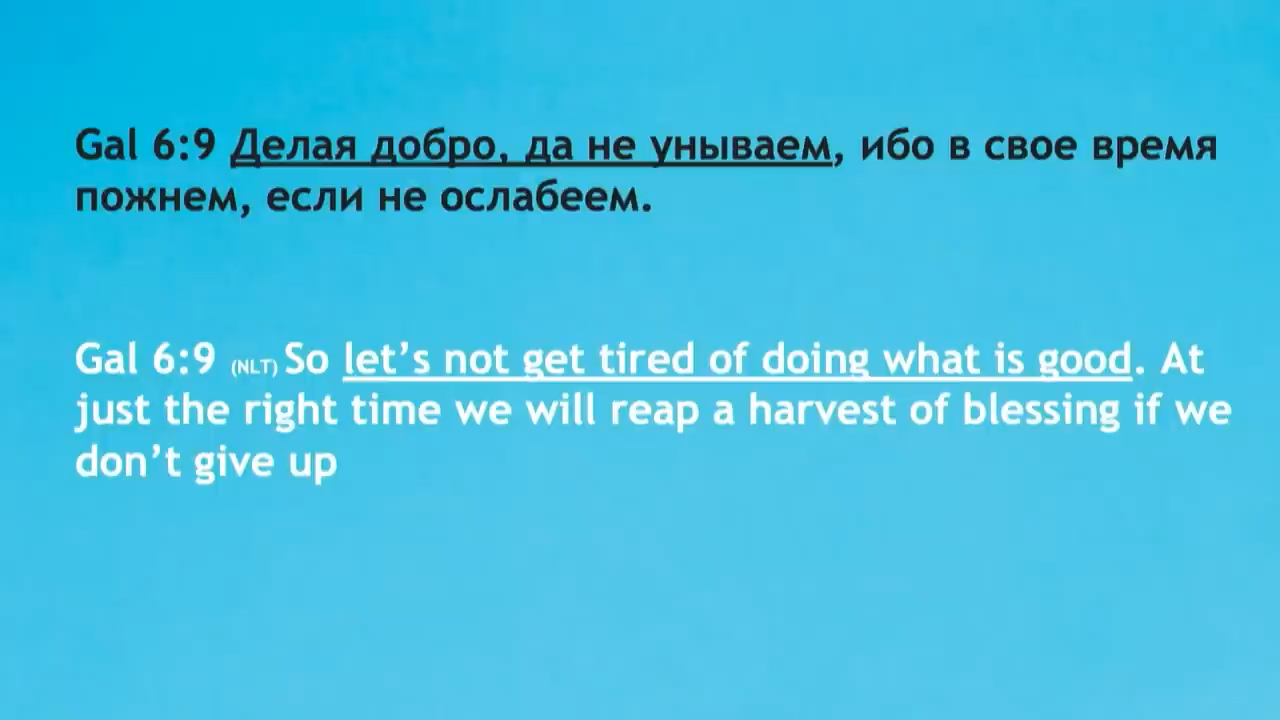 Gal 6:9 Делая добро, да не унываем, ибо в свое время
пожнем, если не ослабеем.
Gal 6:9 (NLT) So let’s not get tired of doing what is good. At
just the right time we will reap a harvest of blessing if we
don’t give up